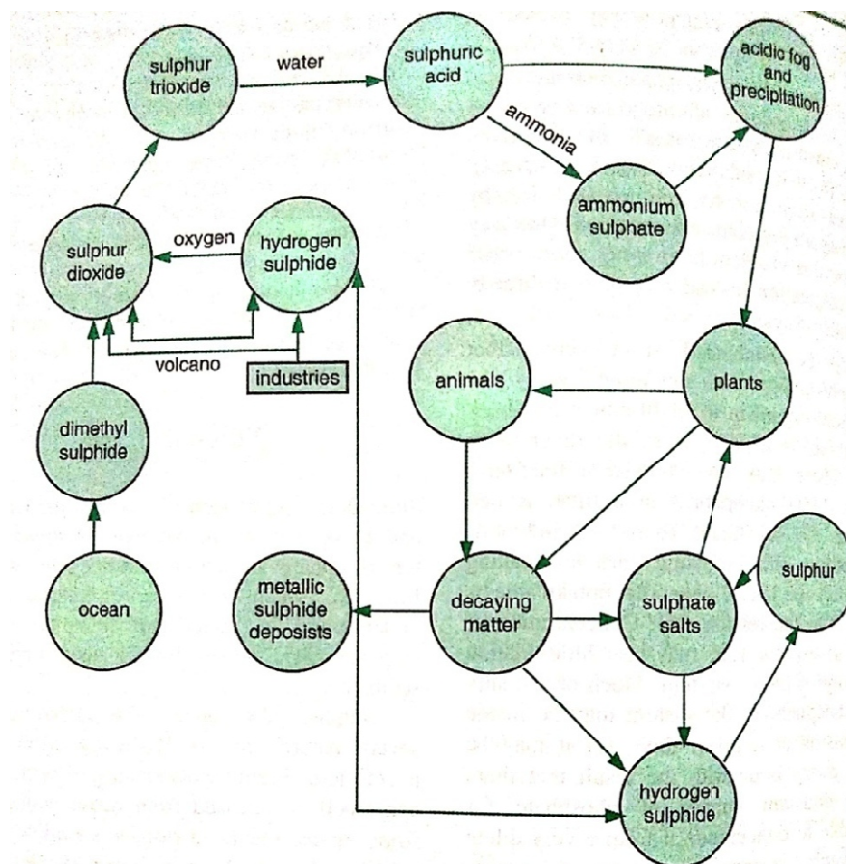 sulphur
trioxide
water
sulphuric
acid
acidic fog
and
precipitation
ammonia
ammonium
sulphate
sulphur
dioxide
oxygen
hydrogen
sulphide
volcano
industries
animals
plants
dimethyl
sulphide
ocean
metallic
sulphide
deposists
decaying
matter
sulphate
salts
sulphur
hydrogen
sulphide